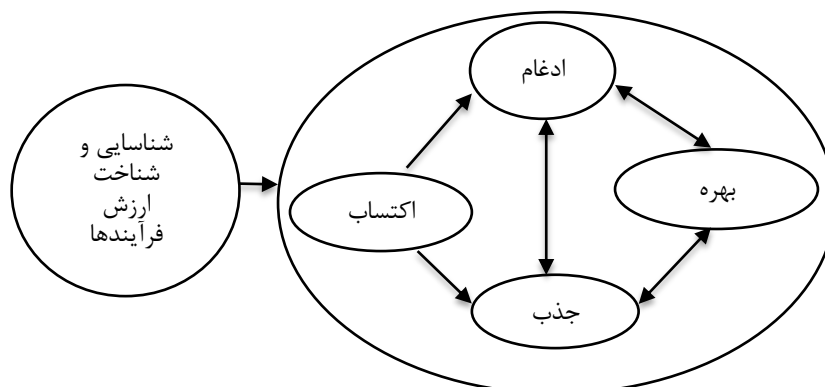 ادغام
شناسایی و
شناخت
ارزش
فرآیندها
اکتساب
بهره
جذب